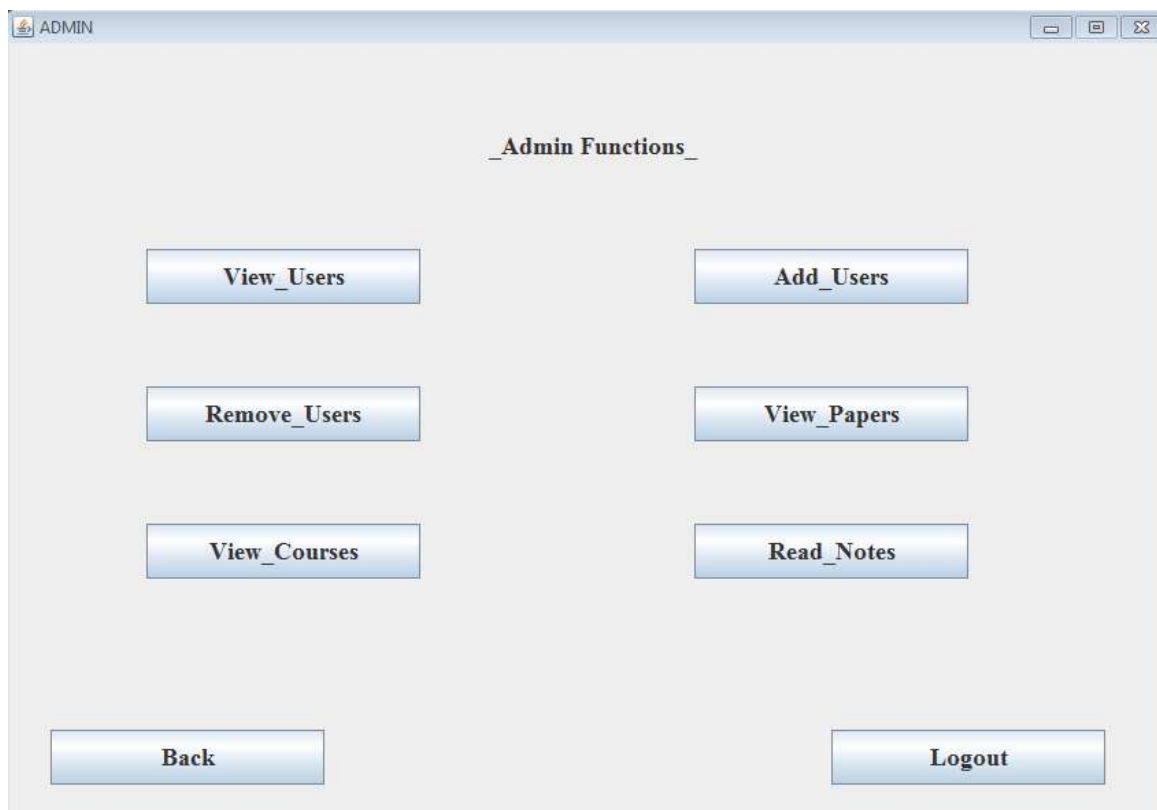 ADMIN
_Admin Functions_
View_Users
Add_Users
Remove_Users
View_Papers
View_Courses
Read_Notes
Back
Logout